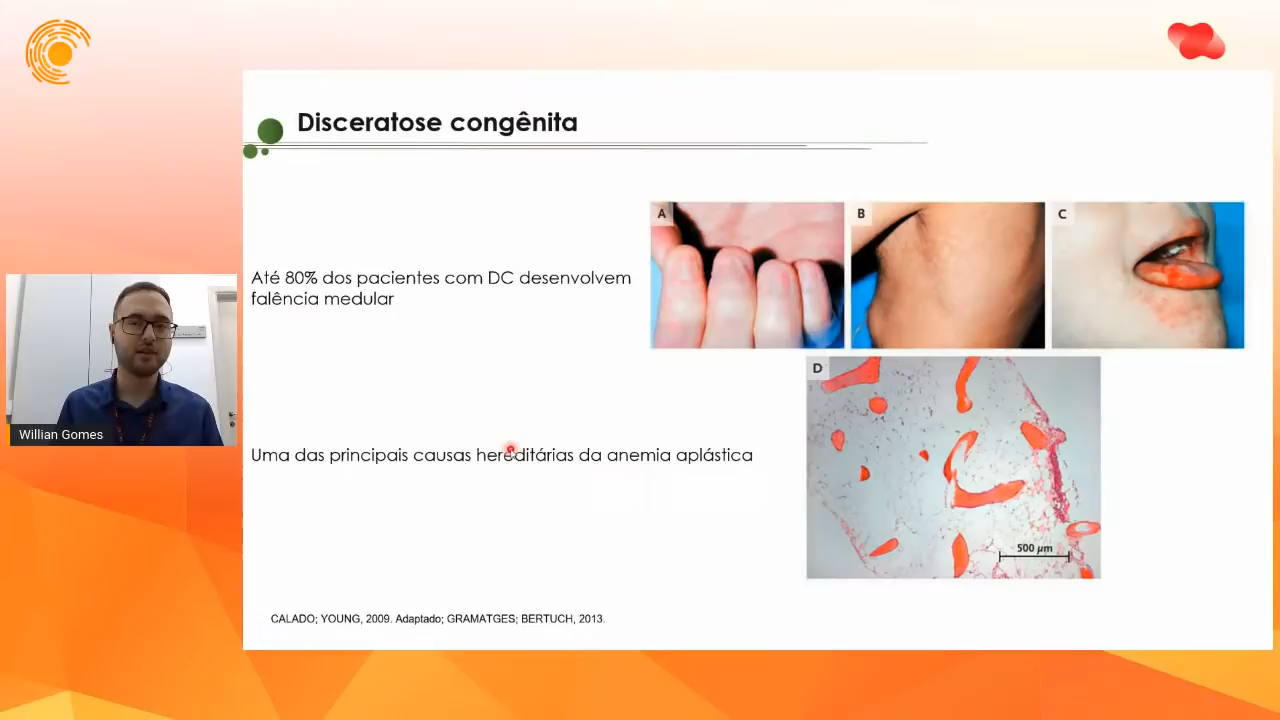 Disceratose congênita
A
B
C
Até 80% dos pacientes com DC desenvolvem
falência medular
D
Willian Gomes
Uma das principais causas hereditárias da anemia aplástica
500 µm
CALADO; YOUNG, 2009. Adaptado; GRAMATGES; BERTUCH, 2013.